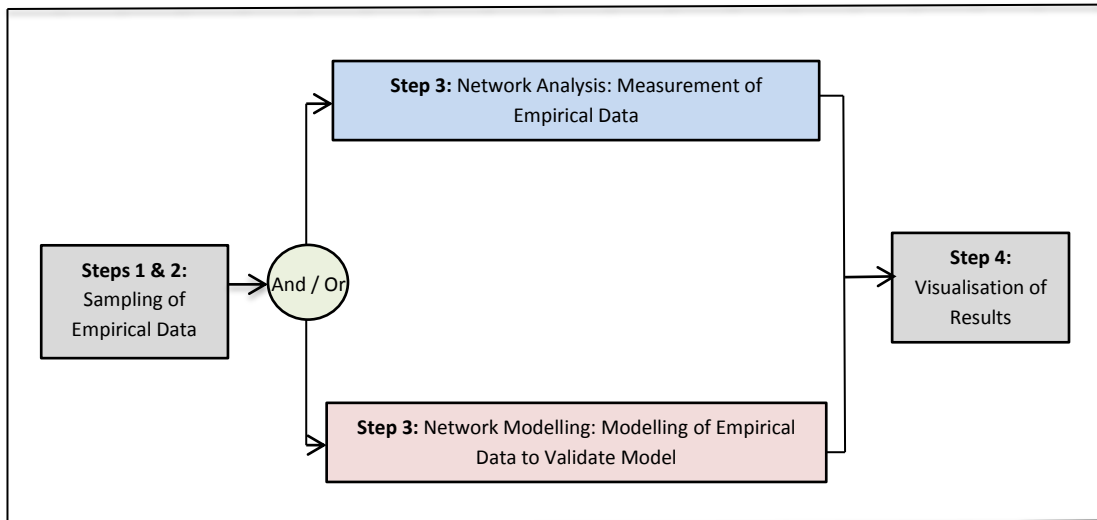 Step 3: Network Analysis: Measurement of
Empirical Data
Steps 1 & 2:
Sampling of
Empirical Data
And / Or
Step 4:
Visualisation of
Results
Step 3: Network Modelling: Modelling of Empirical
Data to Validate Model